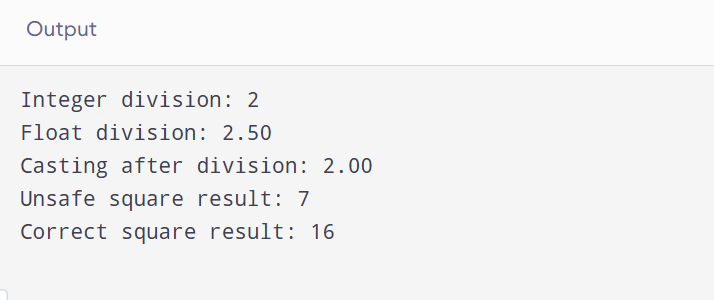 Output
Integer division: 2
Float division: 2.50
Casting after division: 2.00
Unsafe square result: 7
Correct square result: 16